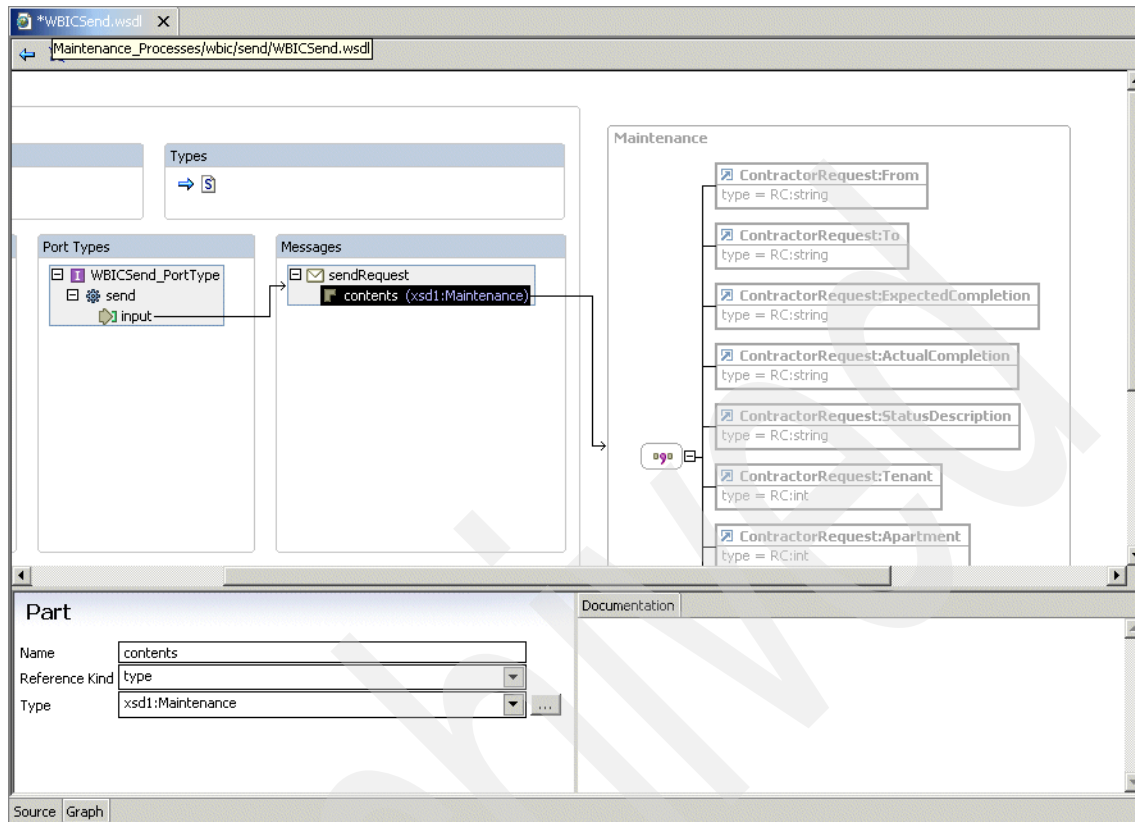 *WBICSend.wsdl
Maintenance_Processes/wbic/send/WBICSend.wsdl
Types
S
Port Types
I WBICSend_PortType
send
input
Messages
sendRequest
contents (xsd1:Maintenance)
Maintenance
ContractorRequest:From
type = RC:string
ContractorRequest:To
type = RC:string
ContractorRequest:ExpectedCompletion
type = RC:string
ContractorRequest:ActualCompletion
type = RC:string
ContractorRequest:StatusDescription
type = RC:string
ContractorRequest:Tenant
type = RC:int
ContractorRequest:Apartment
type = RC:int
Part
Name contents
Reference Kind type
Type xsd1:Maintenance ...
Documentation
Source Graph